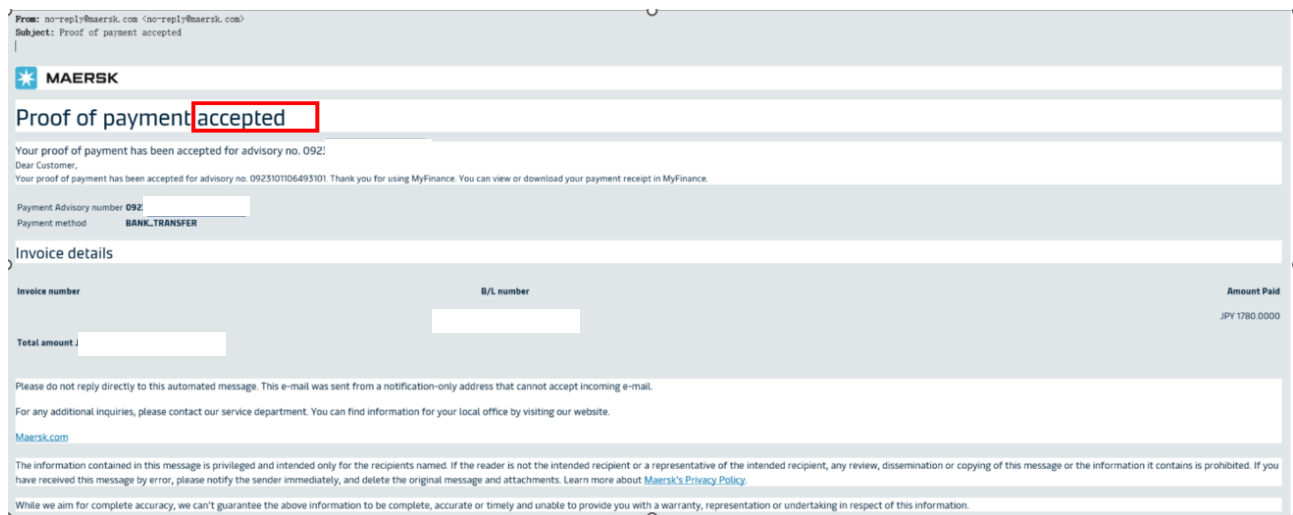 From: no-reply@maersk.com <no-reply@maersk.com>
Subject: Proof of payment accepted
MAERSK
Proof of payment accepted
Your proof of payment has been accepted for advisory no. 092
Dear Customer,
Your proof of payment has been accepted for advisory no. 0923101106493101. Thank you for using MyFinance. You can view or download your payment receipt in MyFinance.
Payment Advisory number 092
Payment method BANK_TRANSFER
Invoice details
Invoice number B/L number Amount Paid
JPY 1780.0000
Total amount
Please do not reply directly to this automated message. This e-mail was sent from a notification-only address that cannot accept incoming e-mail.
For any additional inquiries, please contact our service department. You can find information for your local office by visiting our website.
Maersk.com
The information contained in this message is privileged and intended only for the recipients named. If the reader is not the intended recipient or a representative of the intended recipient, any review, dissemination or copying of this message or the information it contains is prohibited. If you
have received this message by error, please notify the sender immediately, and delete the original message and attachments. Learn more about Maersk's Privacy Policy.
While we aim for complete accuracy, we can't guarantee the above information to be complete, accurate or timely and unable to provide you with a warranty, representation or undertaking in respect of this information.